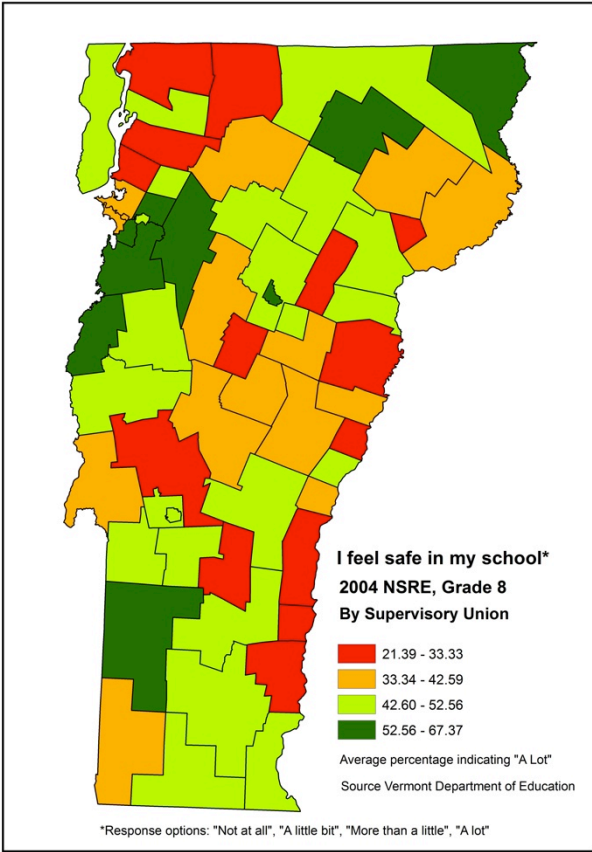 I feel safe in my school*
2004 NSRE, Grade 8
By Supervisory Union
21.39 - 33.33
33.34 - 42.59
42.60 - 52.56
52.56 - 67.37
Average percentage indicating "A Lot"
Source Vermont Department of Education
*Response options: "Not at all", "A little bit", "More than a little", "A lot"